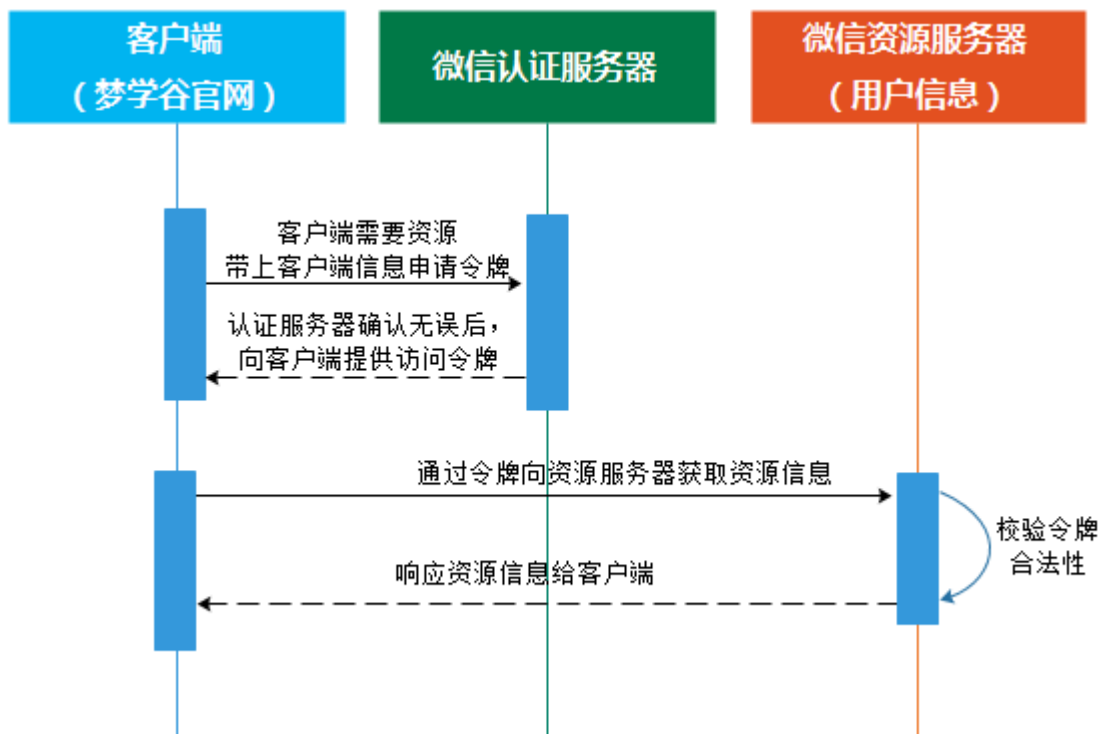 客户端
（梦学谷官网）
微信认证服务器
微信资源服务器
（用户信息）
客户端需要资源
带上客户端信息申请令牌
认证服务器确认无误后，
向客户端提供访问令牌
通过令牌向资源服务器获取资源信息
校验令牌
合法性
响应资源信息给客户端